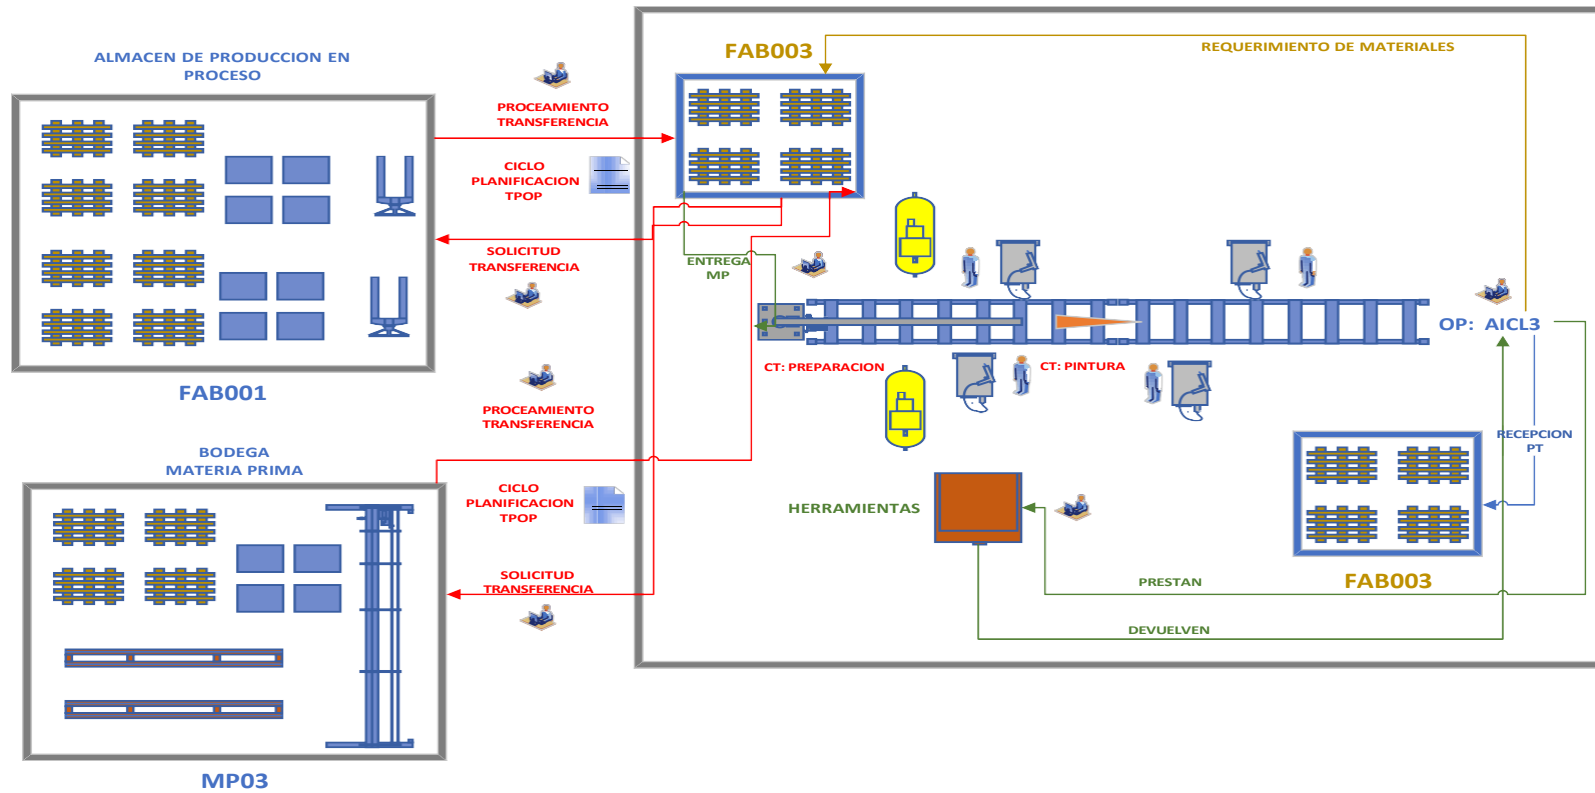 ALMACEN DE PRODUCCION EN
PROCESO
FAB001
BODEGA
MATERIA PRIMA
MP03
PROCEAMIENTO
TRANSFERENCIA
CICLO
PLANIFICACION
TPOP
SOLICITUD
TRANSFERENCIA
PROCEAMIENTO
TRANSFERENCIA
CICLO
PLANIFICACION
TPOP
SOLICITUD
TRANSFERENCIA
FAB003
REQUERIMIENTO DE MATERIALES
ENTREGA
MP
CT: PREPARACION
CT: PINTURA
OP: AICL3
RECEPCION
PT
HERRAMIENTAS
FAB003
PRESTAN
DEVUELVEN